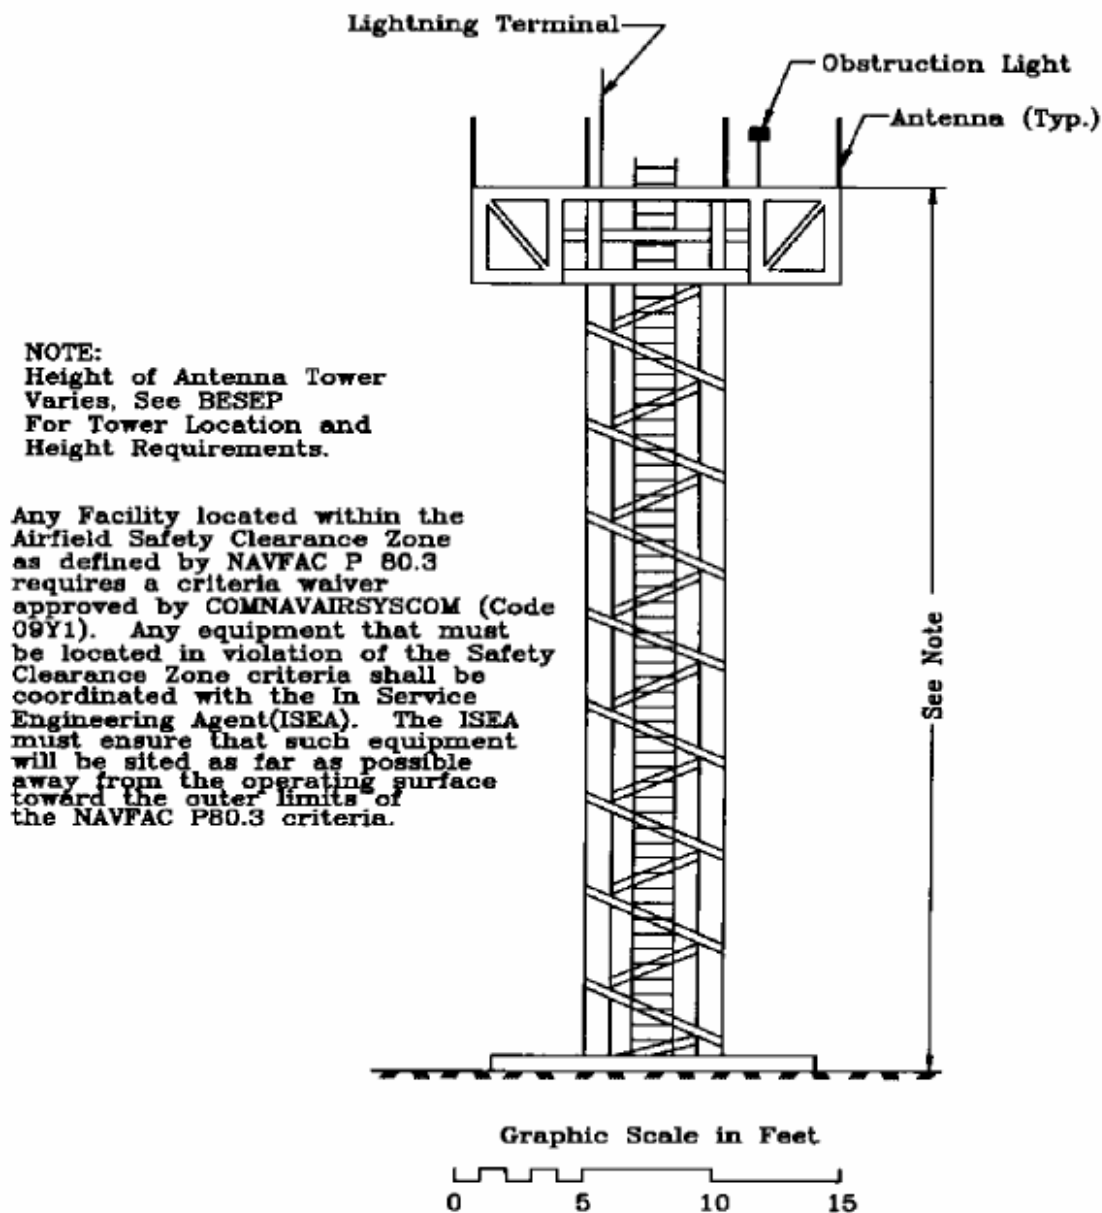 Lightning Terminal
Obstruction Light
Antenna (Typ.)
NOTE:
Height of Antenna Tower
Varies, See BESEP
For Tower Location and
Height Requirements.
Any Facility located within the
Airfield Safety Clearance Zone
as defined by NAVFAC P 80.3
requires a criteria waiver
approved by COMNAVAIRSYSCOM (Code
09Y1). Any equipment that must
be located in violation of the Safety
Clearance Zone criteria shall be
coordinated with the In Service
Engineering Agent(ISEA). The ISEA
must ensure that such equipment
will be sited as far as possible
away from the operating surface
toward the outer limits of
the NAVFAC P80.3 criteria.
See Note
Graphic Scale in Feet
0 5 10 15